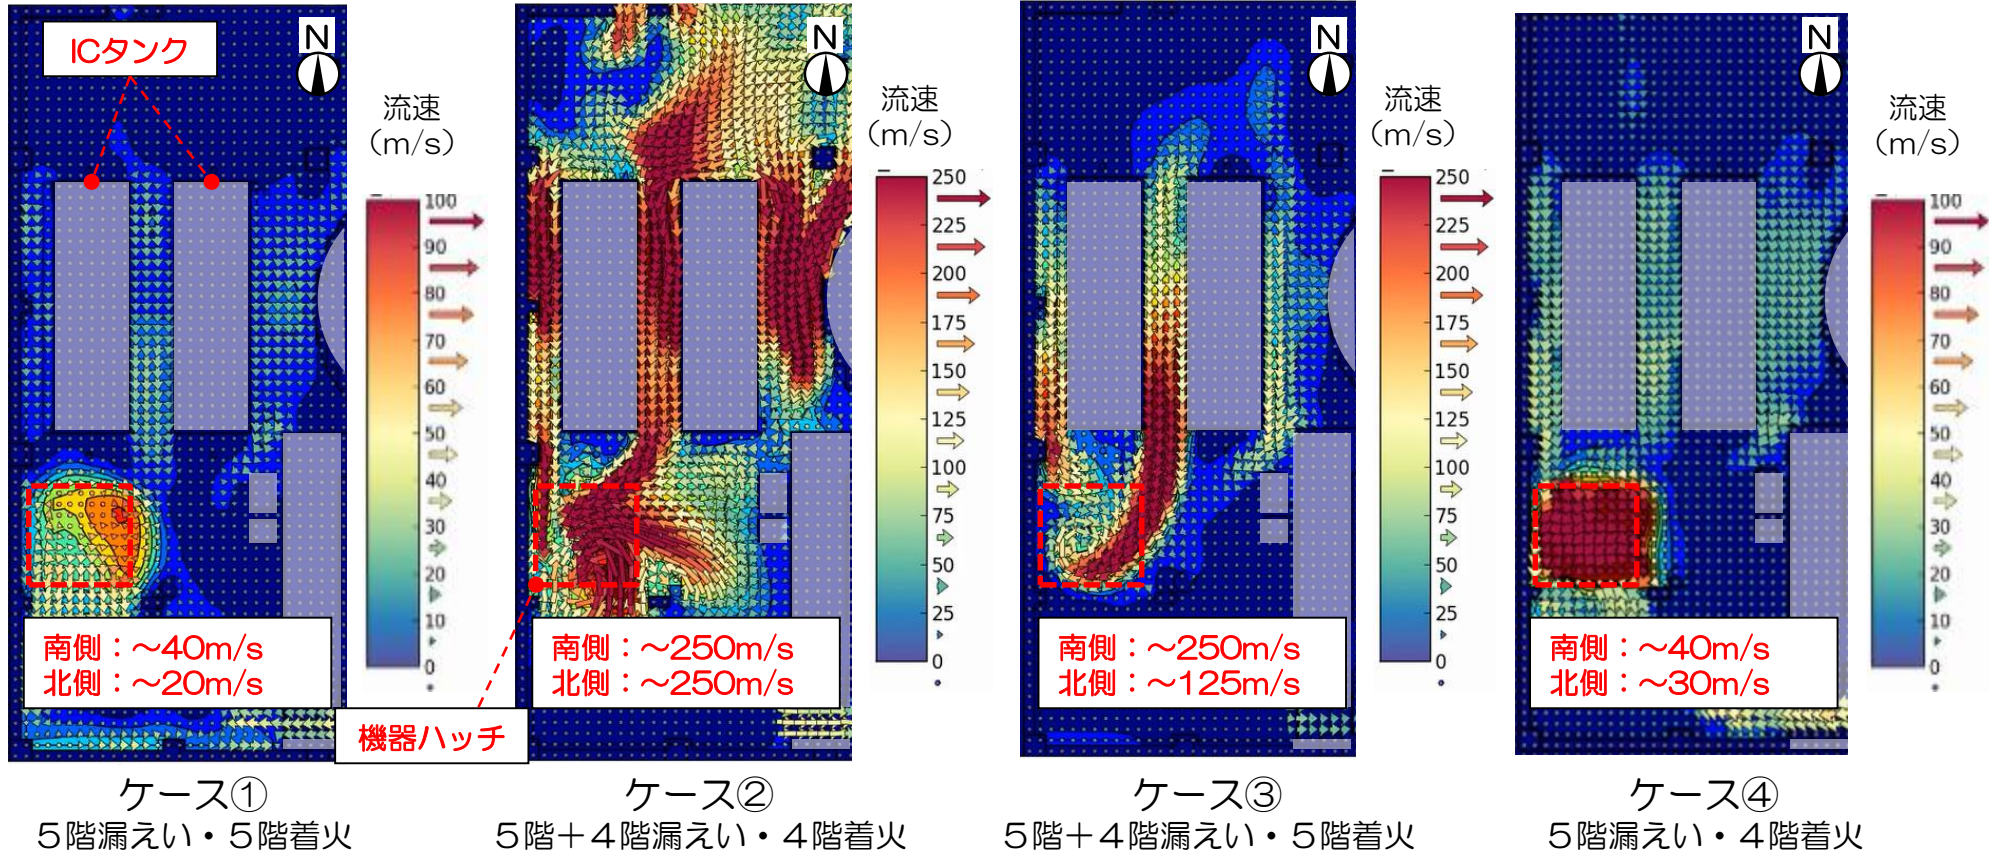 ICタンク
N
流速
(m/s)
100
90
80
70
60
50
40
30
20
10
0
南側：～40m/s
北側：～20m/s
ケース①
５階漏えい・５階着火
N
流速
(m/s)
250
225
200
175
150
125
100
75
50
25
0
南側：～250m/s
北側：～250m/s
機器ハッチ
ケース②
５階＋４階漏えい・４階着火
N
流速
(m/s)
250
225
200
175
150
125
100
75
50
25
0
南側：～250m/s
北側：～125m/s
ケース③
５階＋４階漏えい・５階着火
N
流速
(m/s)
100
90
80
70
60
50
40
30
20
10
0
南側：～40m/s
北側：～30m/s
ケース④
５階漏えい・４階着火